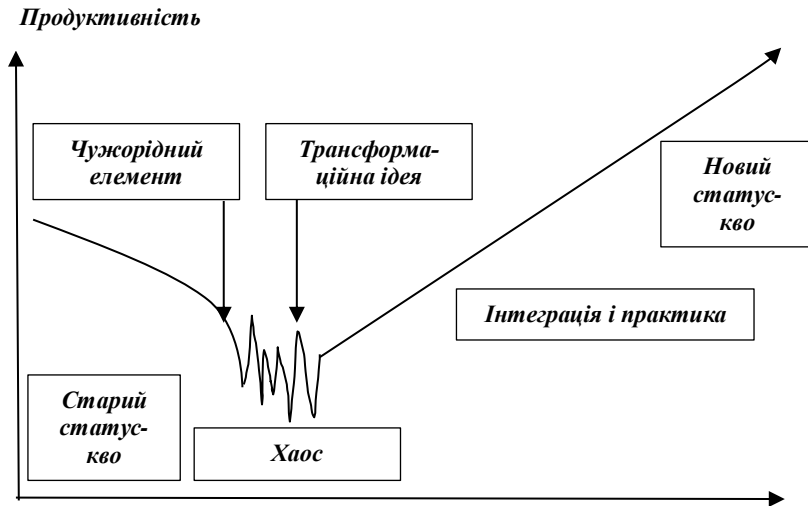 Продуктивність
Чужорідний
елемент
Трансформа-
ційна ідея
Новий
статус-
кво
Інтеграція і практика
Старий
статус-
кво
Хаос